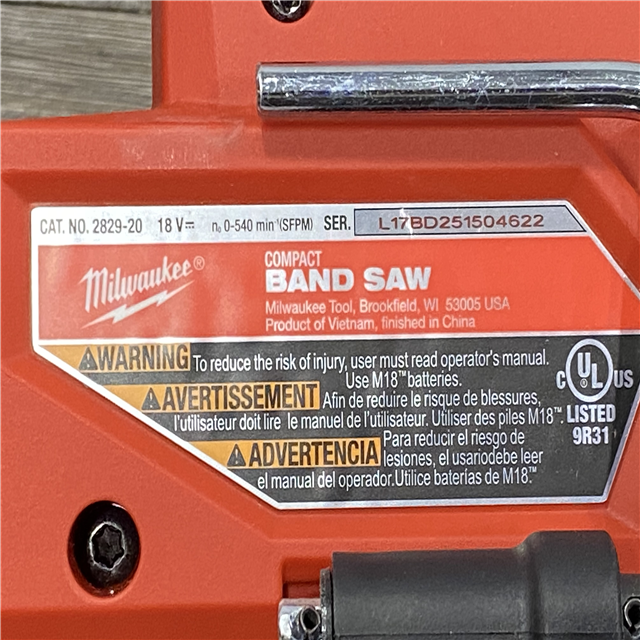 CAT. NO. 2829-20 18 V⎓ n₀ 0-540 min⁻¹(SFPM) SER. L17BD251504622
Milwaukee®
COMPACT
BAND SAW
Milwaukee Tool, Brookfield, WI 53005 USA
Product of Vietnam, finished in China
⚠WARNING To reduce the risk of injury, user must read operator's manual.
Use M18™ batteries.
⚠AVERTISSEMENT Afin de reduire le risque de blessures,
l'utilisateur doit lire le manuel de l'utilisateur. Utiliser des piles M18™.
⚠ADVERTENCIA Para reducir el riesgo de
lesiones, el usariodebe leer
el manual del operador.Utilice baterías de M18.™
C UL US
LISTED
9R31